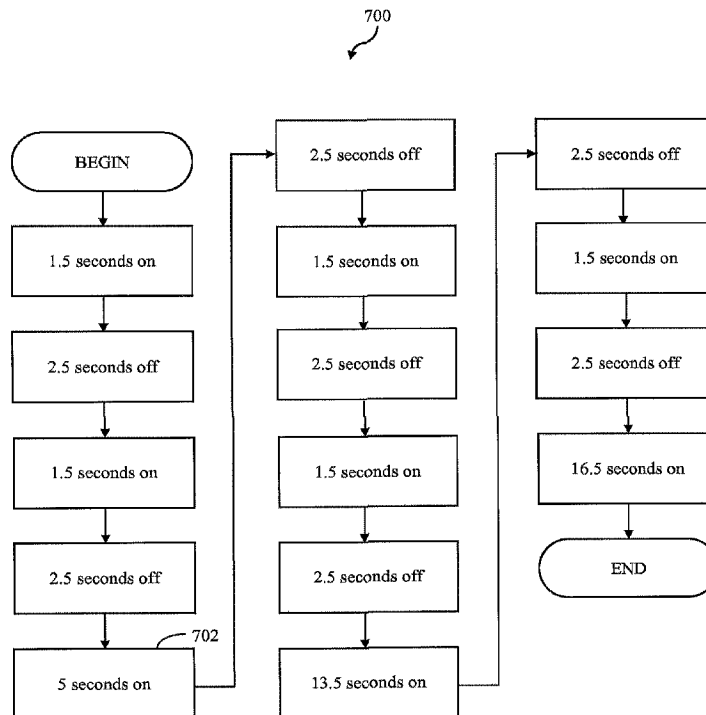 700
BEGIN
1.5 seconds on
2.5 seconds off
1.5 seconds on
2.5 seconds off
702
5 seconds on
2.5 seconds off
1.5 seconds on
2.5 seconds off
1.5 seconds on
2.5 seconds off
13.5 seconds on
2.5 seconds off
1.5 seconds on
2.5 seconds off
16.5 seconds on
END